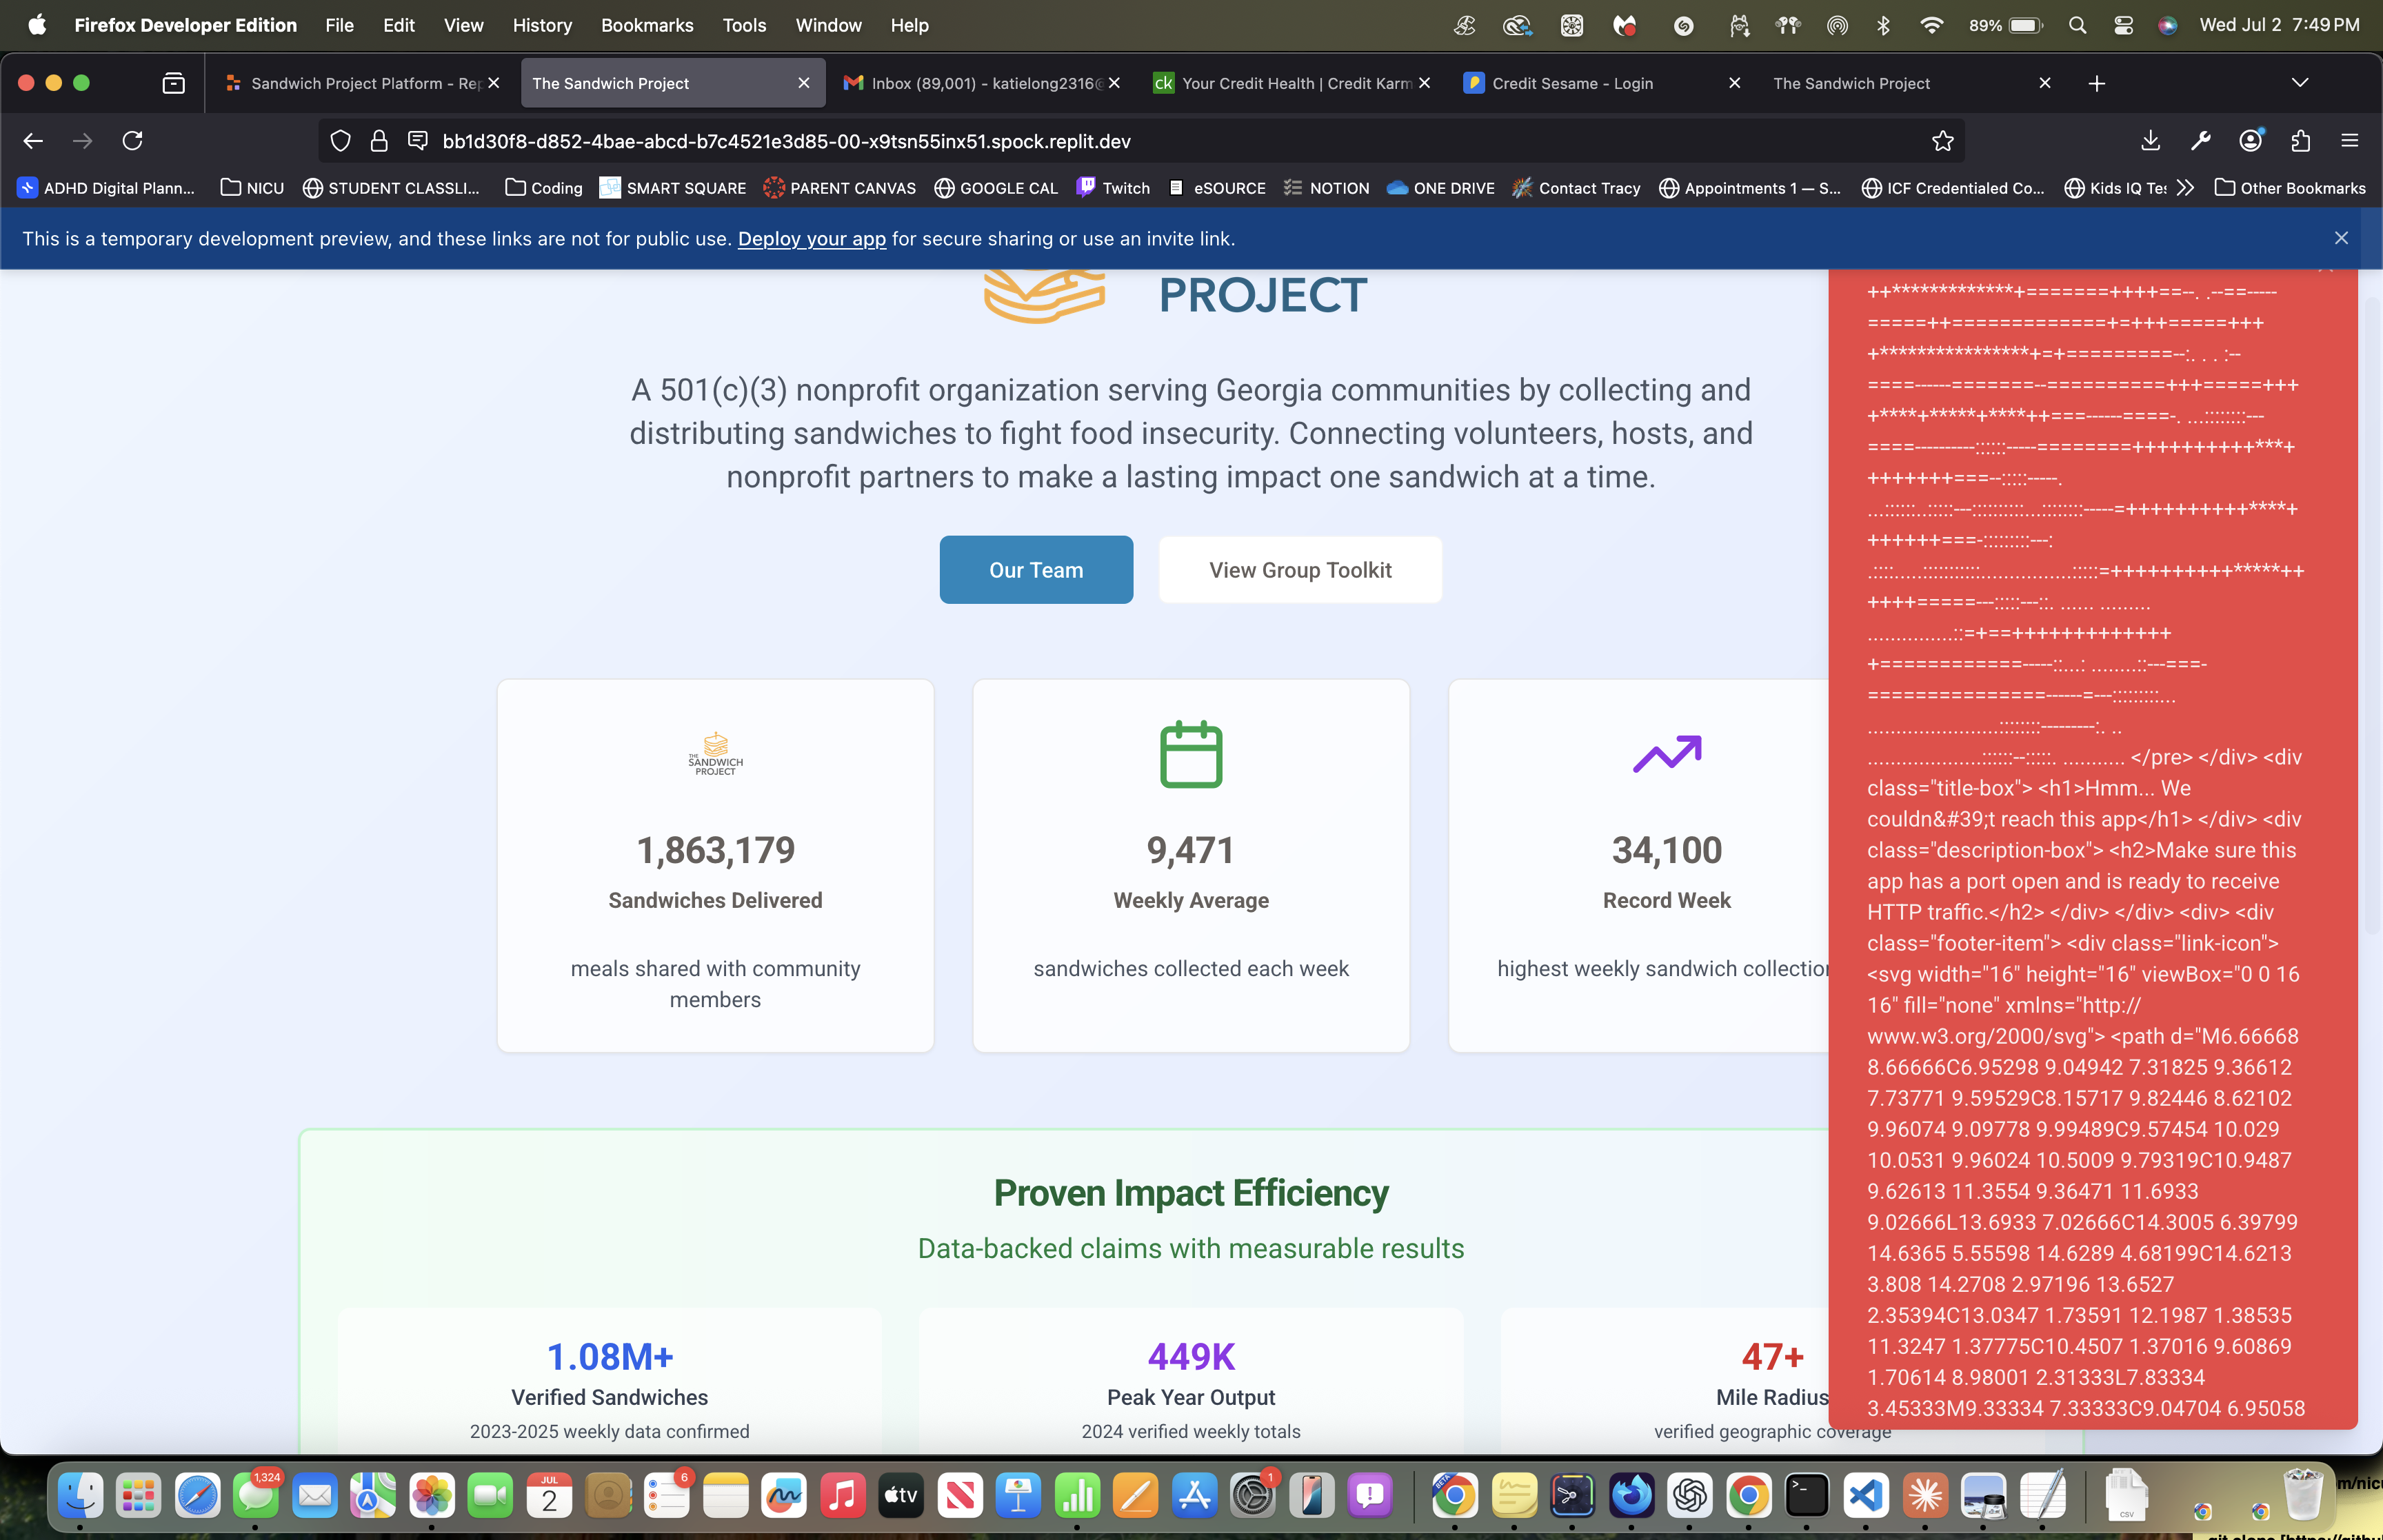 Firefox Developer Edition File Edit View History Bookmarks Tools Window Help 89% Wed Jul 2 7:49 PM
Sandwich Project Platform - Rep The Sandwich Project Inbox (89,001) - katielong2316@ ck Your Credit Health | Credit Karm Credit Sesame - Login The Sandwich Project
bb1d30f8-d852-4bae-abcd-b7c4521e3d85-00-x9tsn55inx51.spock.replit.dev
ADHD Digital Plann... NICU STUDENT CLASSLI... Coding SMART SQUARE PARENT CANVAS GOOGLE CAL Twitch eSOURCE NOTION ONE DRIVE Contact Tracy Appointments 1 — S... ICF Credentialed Co... Kids IQ Tes Other Bookmarks
This is a temporary development preview, and these links are not for public use. Deploy your app for secure sharing or use an invite link.
PROJECT
A 501(c)(3) nonprofit organization serving Georgia communities by collecting and
distributing sandwiches to fight food insecurity. Connecting volunteers, hosts, and
nonprofit partners to make a lasting impact one sandwich at a time.
Our Team View Group Toolkit
THE
SANDWICH
PROJECT
1,863,179
Sandwiches Delivered
meals shared with community
members
9,471
Weekly Average
sandwiches collected each week
34,100
Record Week
highest weekly sandwich collection
Proven Impact Efficiency
Data-backed claims with measurable results
1.08M+
Verified Sandwiches
2023-2025 weekly data confirmed
449K
Peak Year Output
2024 verified weekly totals
47+
Mile Radius
verified geographic coverage
</pre> </div> <div
class="title-box"> <h1>Hmm... We
couldn&#39;t reach this app</h1> </div> <div
class="description-box"> <h2>Make sure this
app has a port open and is ready to receive
HTTP traffic.</h2> </div> </div> <div> <div
class="footer-item"> <div class="link-icon">
<svg width="16" height="16" viewBox="0 0 16
16" fill="none" xmlns="http://
www.w3.org/2000/svg"> <path d="M6.66668
8.66666C6.95298 9.04942 7.31825 9.36612
7.73771 9.59529C8.15717 9.82446 8.62102
9.96074 9.09778 9.99489C9.57454 10.029
10.0531 9.96024 10.5009 9.79319C10.9487
9.62613 11.3554 9.36471 11.6933
9.02666L13.6933 7.02666C14.3005 6.39799
14.6365 5.55598 14.6289 4.68199C14.6213
3.808 14.2708 2.97196 13.6527
2.35394C13.0347 1.73591 12.1987 1.38535
11.3247 1.37775C10.4507 1.37016 9.60869
1.70614 8.98001 2.31333L7.83334
3.45333M9.33334 7.33333C9.04704 6.95058
1,324
JUL
2
6
tv
1
BETA
CSV